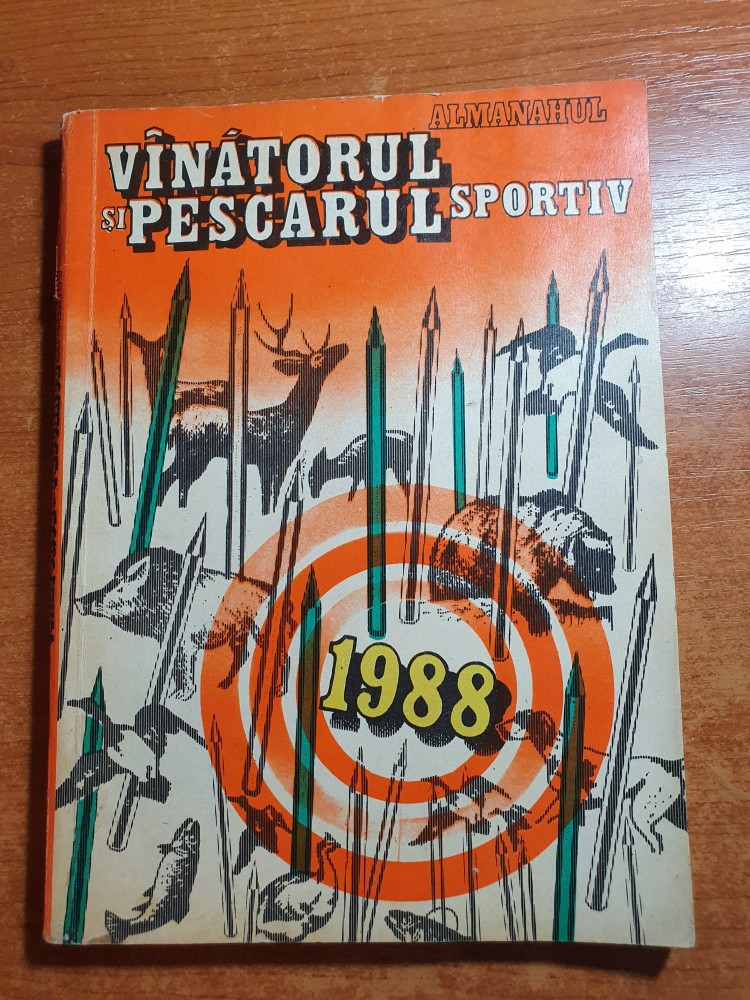 ALMANAHUL
VÎNĂTORUL
ȘI PESCARUL SPORTIV
1988